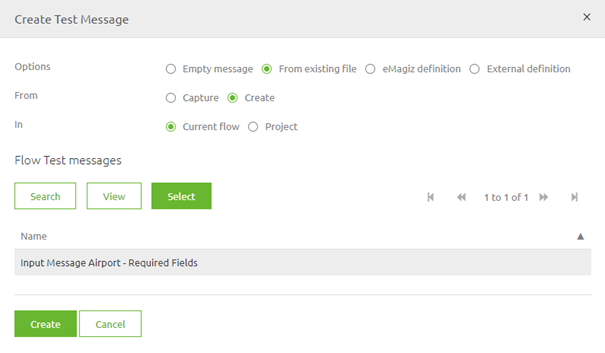 Create Test Message ×
Options Empty message From existing file eMagiz definition External definition
From Capture Create
In Current flow Project
Flow Test messages
Search View Select 1 to 1 of 1
Name ▲
Input Message Airport - Required Fields
Create Cancel